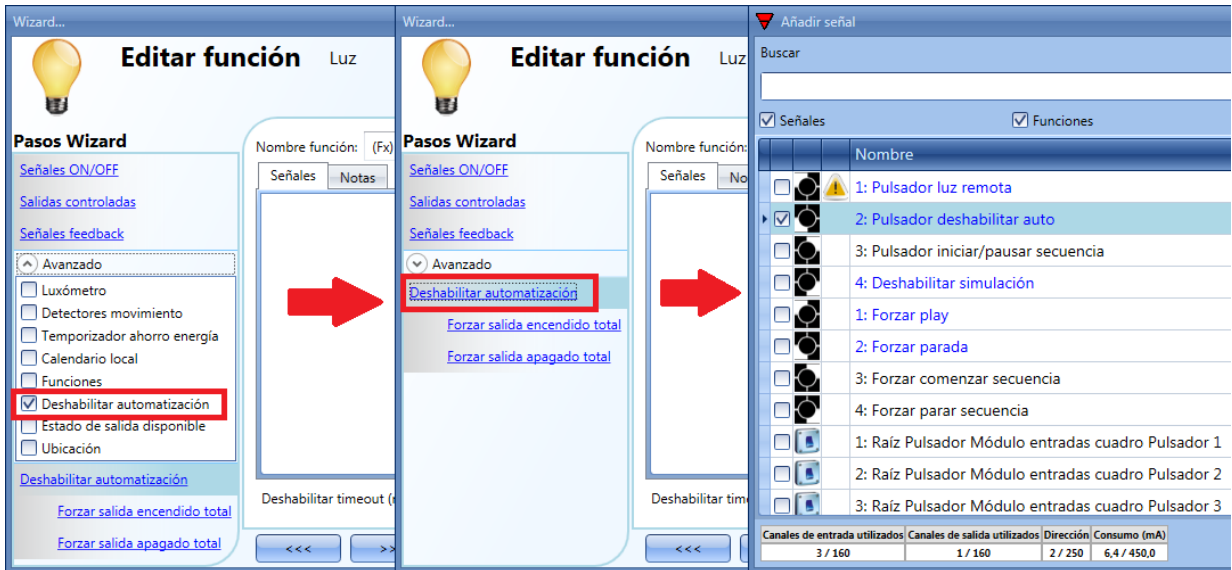 Wizard...
Editar función Luz
Pasos Wizard
Señales ON/OFF
Salidas controladas
Señales feedback
Avanzado
Luxómetro
Detectores movimiento
Temporizador ahorro energía
Calendario local
Funciones
Deshabilitar automatización
Estado de salida disponible
Ubicación
Deshabilitar automatización
Forzar salida encendido total
Forzar salida apagado total
Nombre función: (Fx)
Señales Notas
Deshabilitar timeout (
<<< >>
Wizard...
Editar función Luz
Pasos Wizard
Señales ON/OFF
Salidas controladas
Señales feedback
Avanzado
Deshabilitar automatización
Forzar salida encendido total
Forzar salida apagado total
Nombre función:
Señales No
Deshabilitar time
<<<
Añadir señal
Buscar
Señales Funciones
Nombre
1: Pulsador luz remota
2: Pulsador deshabilitar auto
3: Pulsador iniciar/pausar secuencia
4: Deshabilitar simulación
1: Forzar play
2: Forzar parada
3: Forzar comenzar secuencia
4: Forzar parar secuencia
1: Raíz Pulsador Módulo entradas cuadro Pulsador 1
2: Raíz Pulsador Módulo entradas cuadro Pulsador 2
3: Raíz Pulsador Módulo entradas cuadro Pulsador 3
Canales de entrada utilizados Canales de salida utilizados Dirección Consumo (mA)
3 / 160 1 / 160 2 / 250 6,4 / 450,0